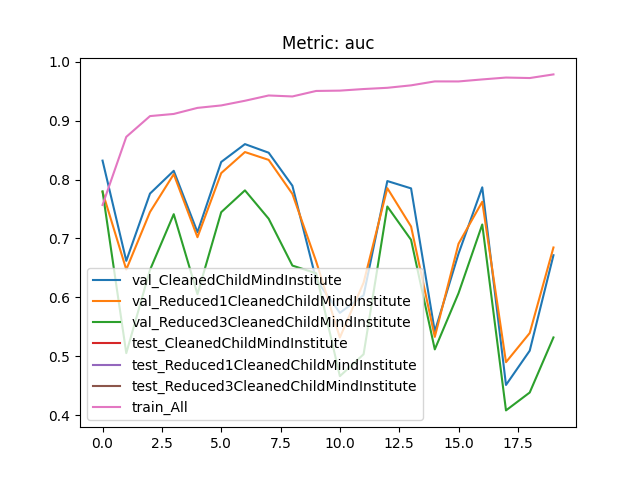 Metric: auc
1.0
0.9
0.8
0.7
0.6
0.5
0.4
val_CleanedChildMindInstitute
val_Reduced1CleanedChildMindInstitute
val_Reduced3CleanedChildMindInstitute
test_CleanedChildMindInstitute
test_Reduced1CleanedChildMindInstitute
test_Reduced3CleanedChildMindInstitute
train_All
0.0 2.5 5.0 7.5 10.0 12.5 15.0 17.5